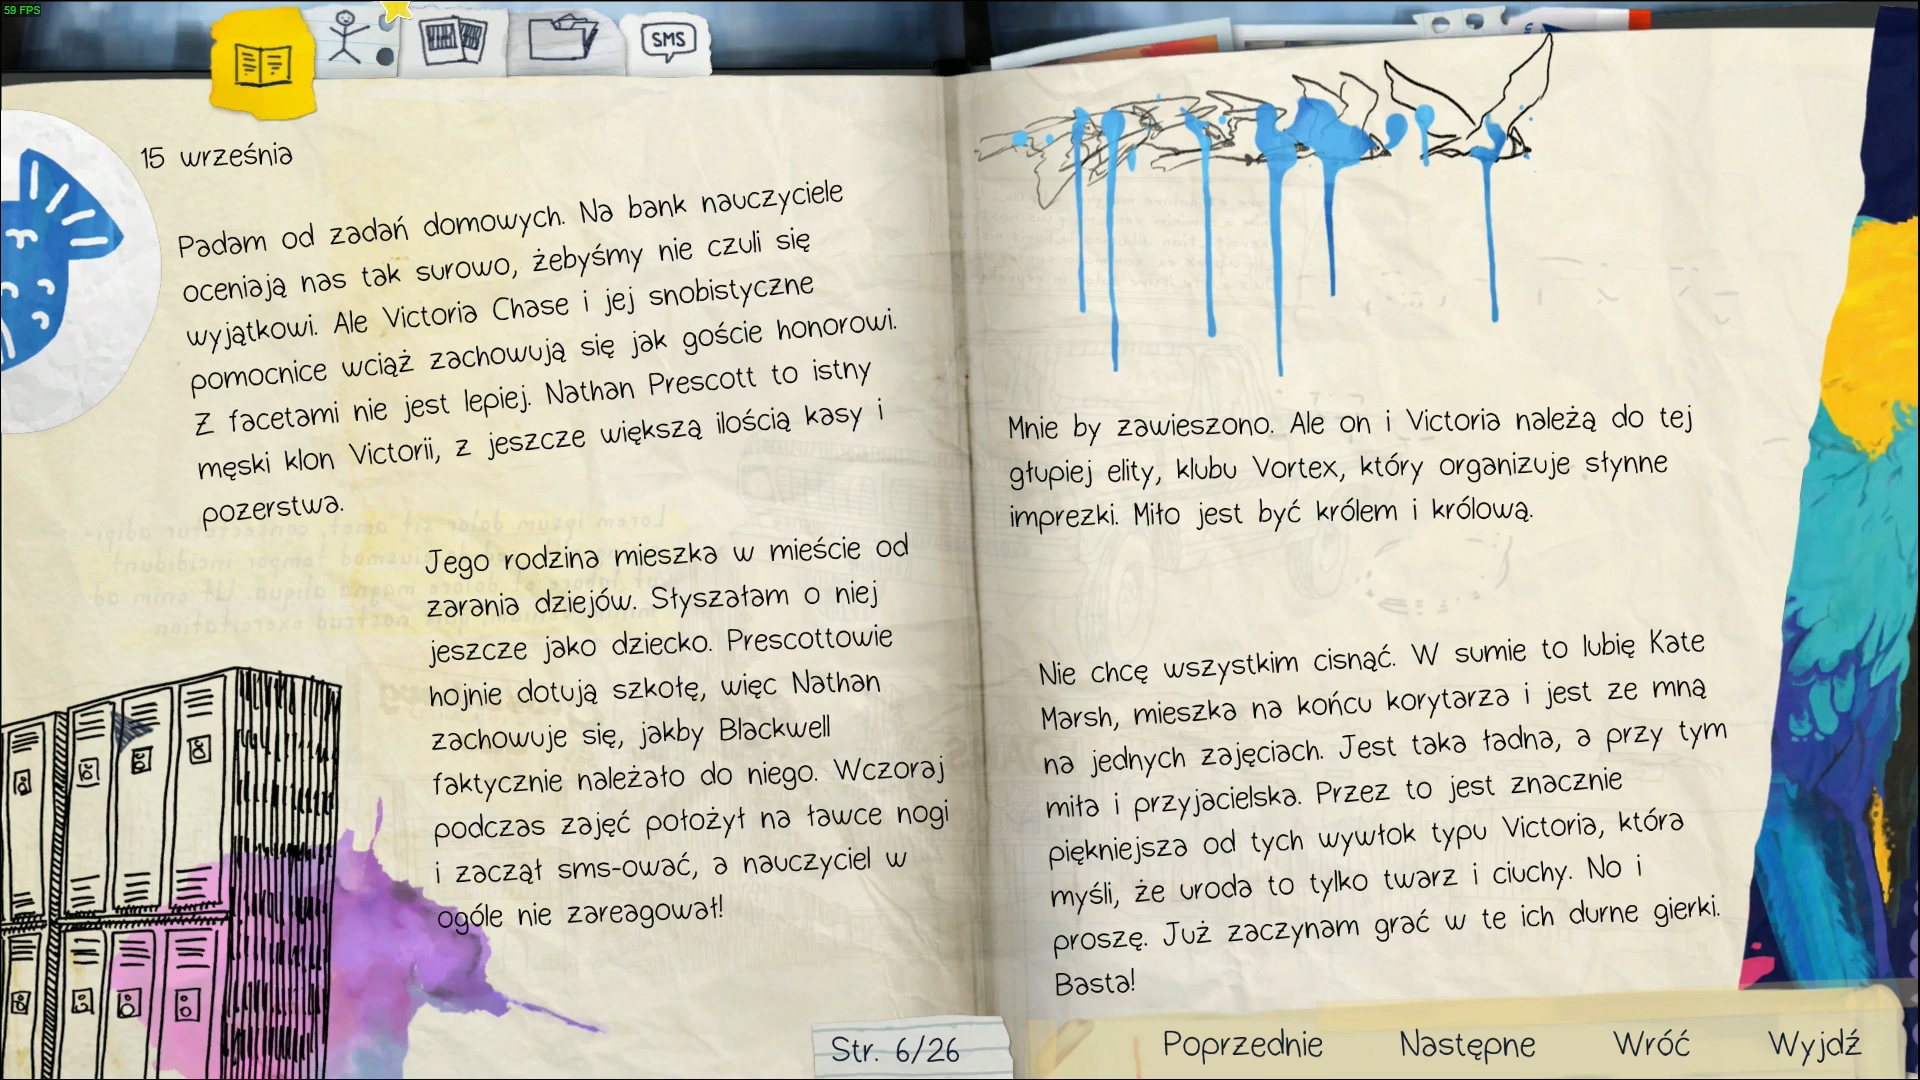 59 FPS
SMS
15 września
Padam od zadań domowych. Na bank nauczyciele
oceniają nas tak surowo, żebyśmy nie czuli się
wyjątkowi. Ale Victoria Chase i jej snobistyczne
pomocnice wciąż zachowują się jak goście honorowi.
Z facetami nie jest lepiej. Nathan Prescott to istny
męski klon Victorii, z jeszcze większą ilością kasy i
pozerstwa.
Jego rodzina mieszka w mieście od
zarania dziejów. Słyszałam o niej
jeszcze jako dziecko. Prescottowie
hojnie dotują szkołę, więc Nathan
zachowuje się, jakby Blackwell
faktycznie należało do niego. Wczoraj
podczas zajęć położył na ławce nogi
i zaczął sms-ować, a nauczyciel w
ogóle nie zareagował!
Mnie by zawieszono. Ale on i Victoria należą do tej
głupiej elity, klubu Vortex, który organizuje słynne
imprezki. Miło jest być królem i królową.
Nie chcę wszystkim cisnąć. W sumie to lubię Kate
Marsh, mieszka na końcu korytarza i jest ze mną
na jednych zajęciach. Jest taka ładna, a przy tym
miła i przyjacielska. Przez to jest znacznie
piękniejsza od tych wywłok typu Victoria, która
myśli, że uroda to tylko twarz i ciuchy. No i
proszę. Już zaczynam grać w te ich durne gierki.
Basta!
Str. 6/26
Poprzednie Następne Wróć Wyjdź